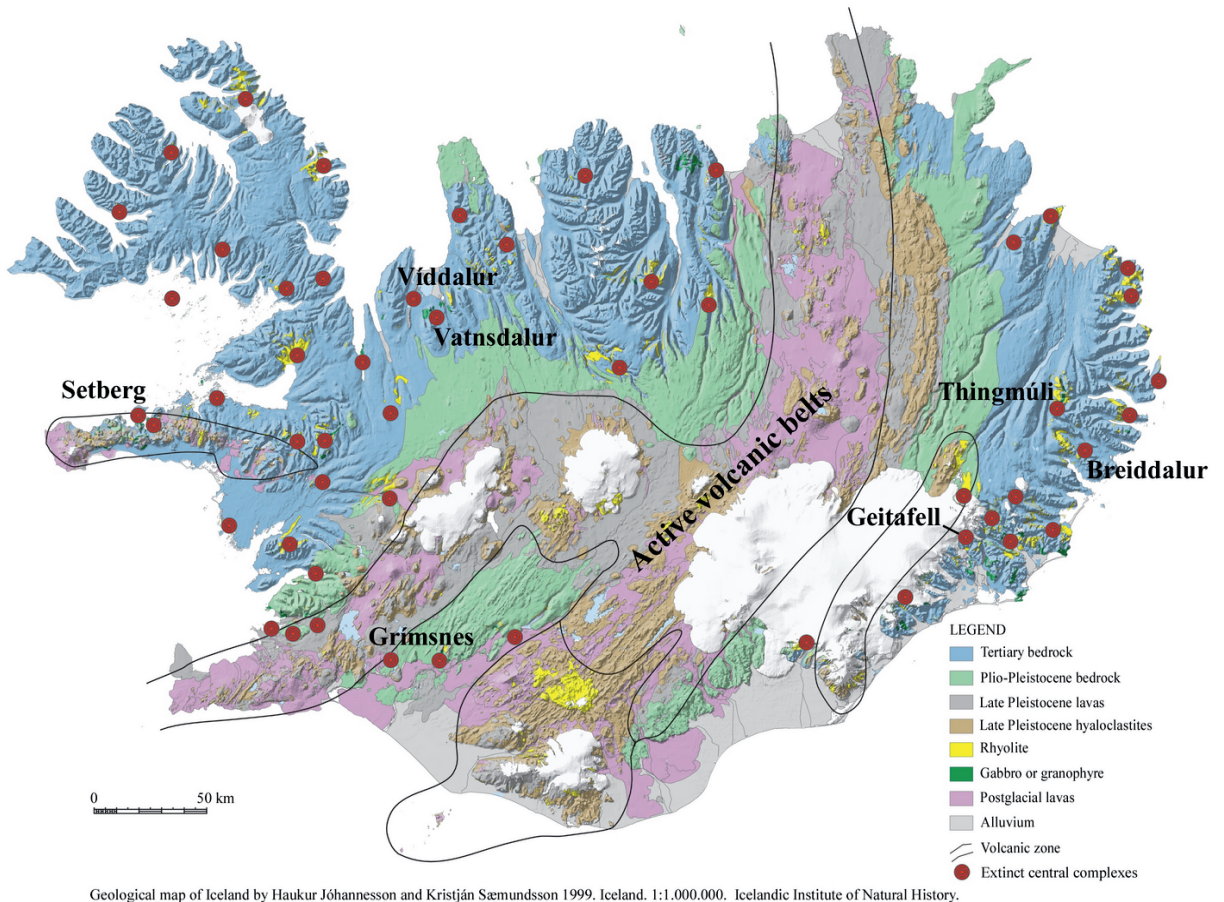 Víddalur
Vatnsdalur
Setberg
Thingmúli
Breiddalur
Active volcanic belts
Geitafell
Grímsnes
LEGEND
Tertiary bedrock
Plio-Pleistocene bedrock
Late Pleistocene lavas
Late Pleistocene hyaloclastites
Rhyolite
Gabbro or granophyre
Postglacial lavas
Alluvium
Volcanic zone
Extinct central complexes
0 50 km
Geological map of Iceland by Haukur Jóhannesson and Kristján Sæmundsson 1999. Iceland. 1:1.000.000. Icelandic Institute of Natural History.